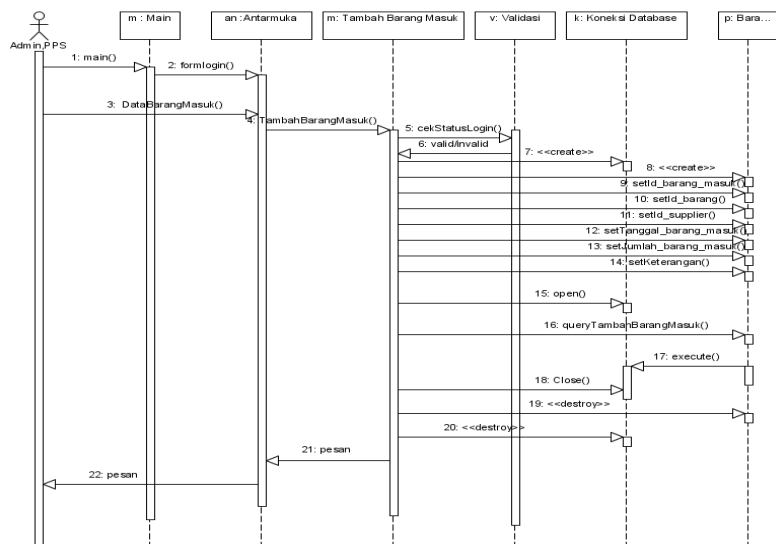 m : Main
an :Antarmuka
m: Tambah Barang Masuk
v: Validasi
k: Koneksi Database
p: Bara...
Admin,PPS
1: main()
2: formlogin()
3: DataBarangMasuk()
4: TambahBarangMasuk()
5: cekStatusLogin()
6: valid/invalid
7: <<create>>
8: <<create>>
9: setId_barang_masuk()
10: setId_barang()
11: setId_supplier()
12: setTanggal_barang_masuk()
13: setJumlah_barang_masuk()
14: setKeterangan()
15: open()
16: queryTambahBarangMasuk()
17: execute()
18: Close()
19: <<destroy>>
20: <<destroy>>
21: pesan
22: pesan